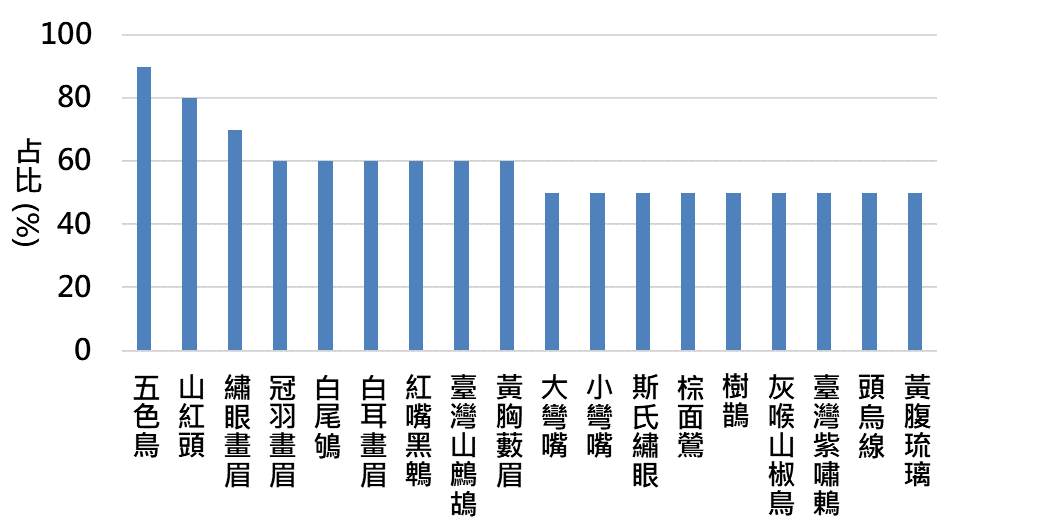 100
80
60
40
20
0
占比(%)
五色鳥
山紅頭
繡眼畫眉
冠羽畫眉
白尾鴝
白耳畫眉
紅嘴黑鵯
臺灣山鷓鴣
黃胸藪眉
大彎嘴
小彎嘴
斯氏繡眼
棕面鶯
樹鵲
灰喉山椒鳥
臺灣紫嘯鶇
頭烏線
黃腹琉璃